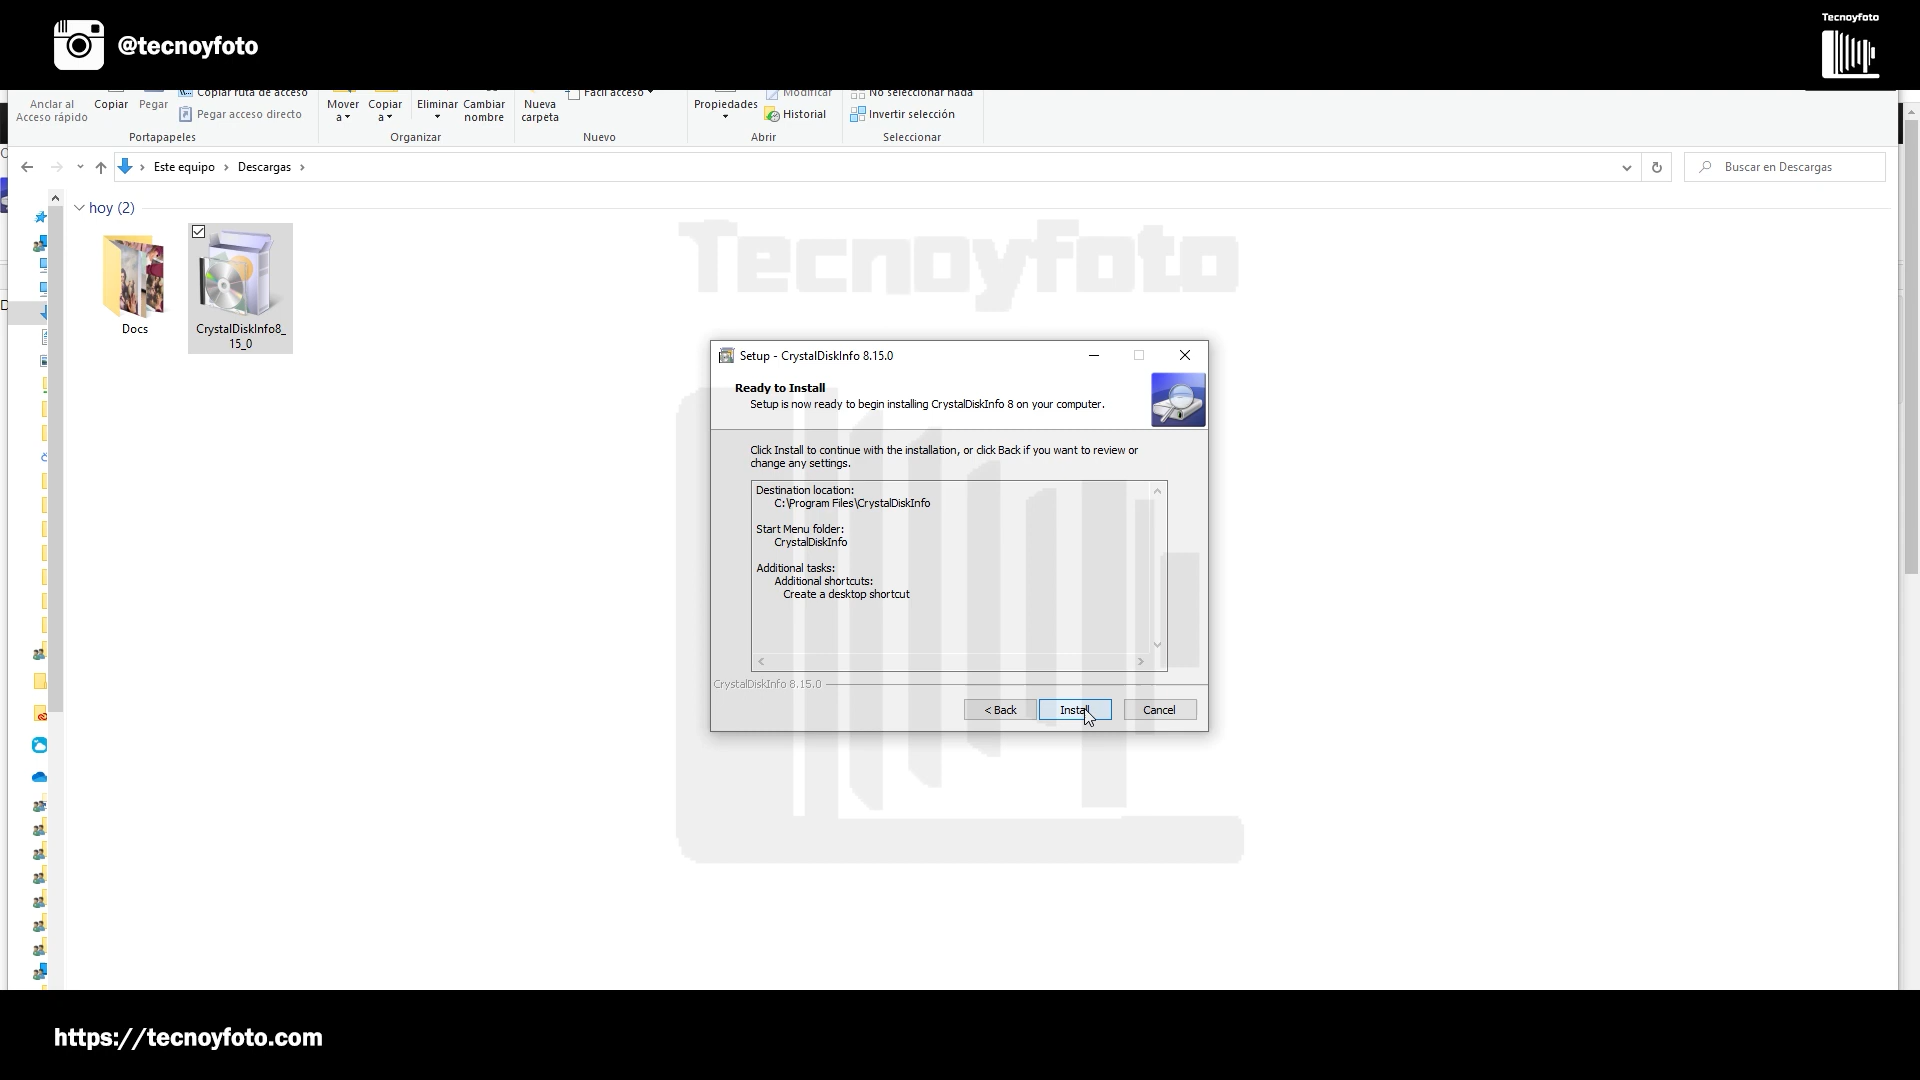 @tecnoyfoto
Tecnoyfoto
Copiar ruta de acceso
Fácil acceso
Modificar
No seleccionar nada
Anclar al
Acceso rápido
Copiar
Pegar
Pegar acceso directo
Mover
a
Copiar
a
Eliminar
Cambiar
nombre
Nueva
carpeta
Propiedades
Historial
Invertir selección
Portapapeles
Organizar
Nuevo
Abrir
Seleccionar
Este equipo
Descargas
Buscar en Descargas
hoy (2)
Docs
CrystalDiskInfo8_
15_0
Tecnoyfoto
Setup - CrystalDiskInfo 8.15.0
Ready to Install
Setup is now ready to begin installing CrystalDiskInfo 8 on your computer.
Click Install to continue with the installation, or click Back if you want to review or
change any settings.
Destination location:
C:\Program Files\CrystalDiskInfo
Start Menu folder:
CrystalDiskInfo
Additional tasks:
Additional shortcuts:
Create a desktop shortcut
CrystalDiskInfo 8.15.0
< Back
Install
Cancel
https://tecnoyfoto.com